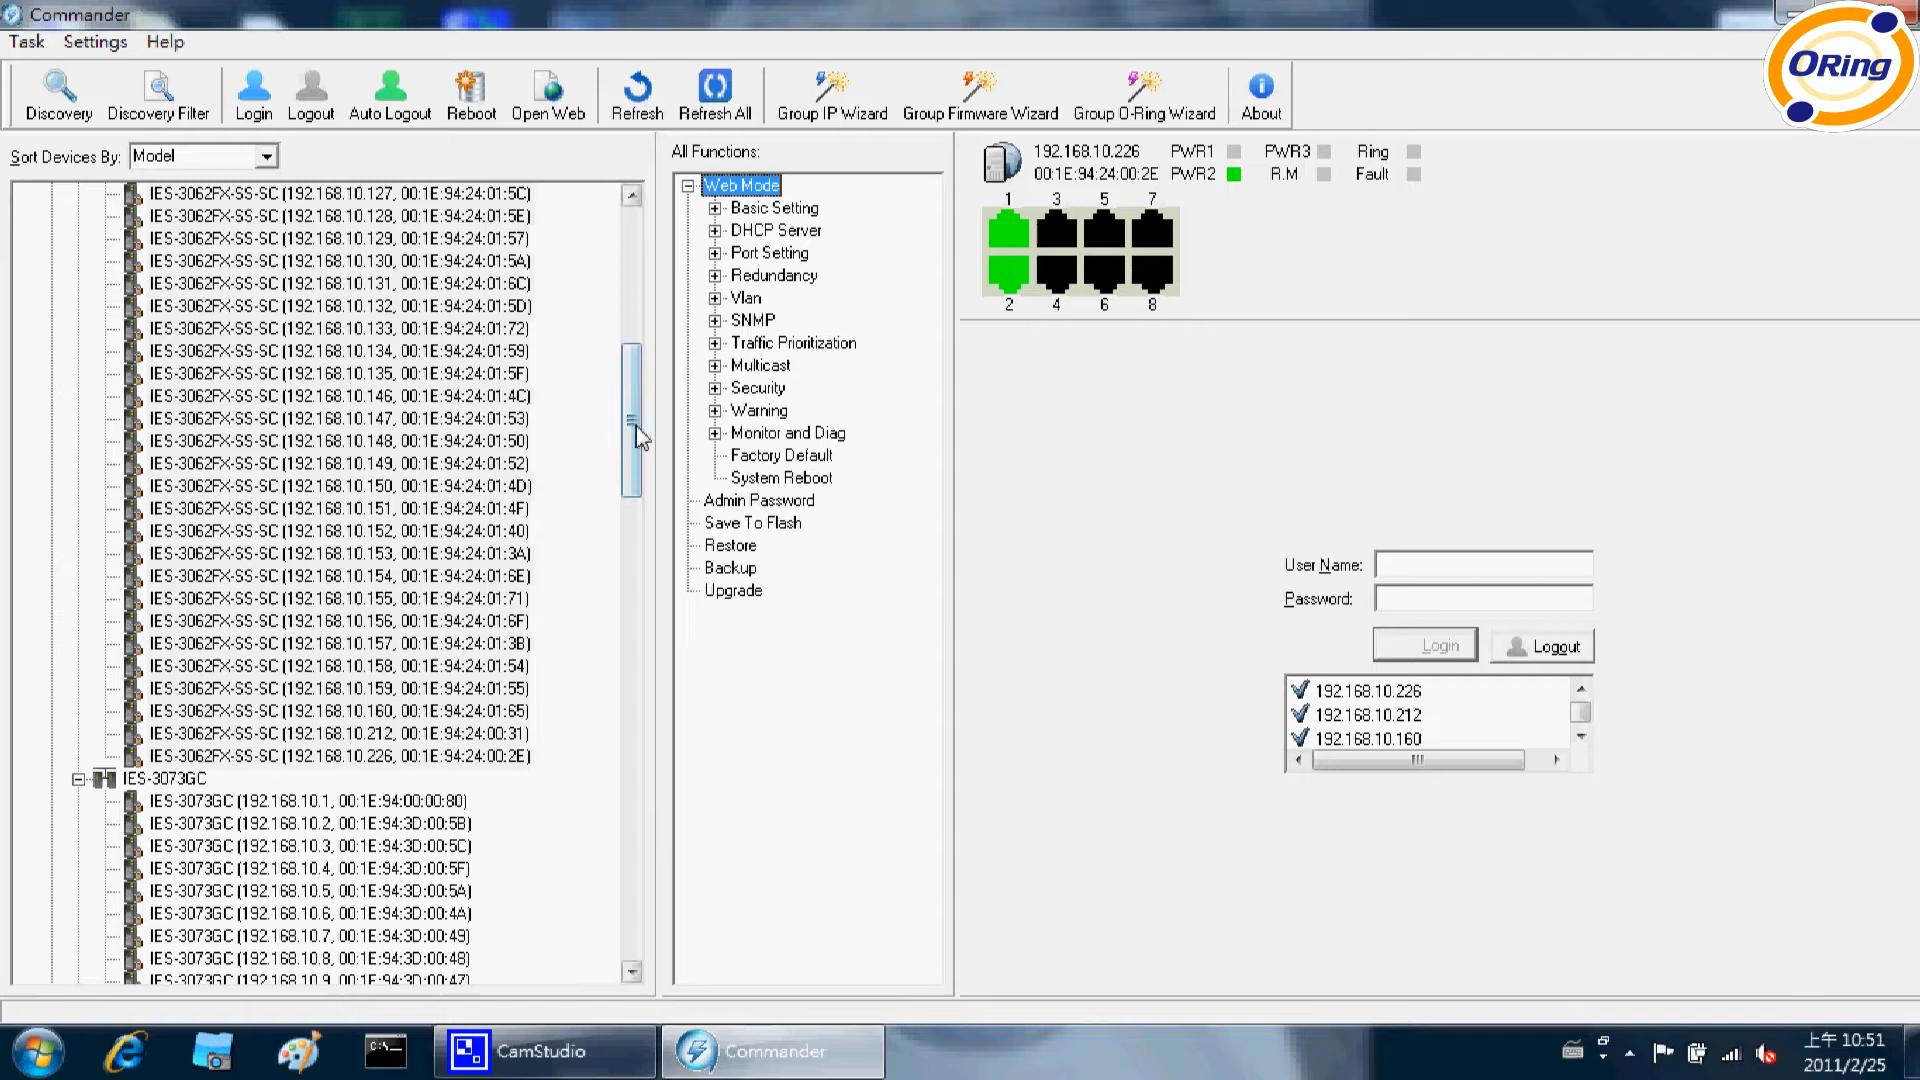 Commander
Task Settings Help
ORing
Discovery Discovery Filter Login Logout Auto Logout Reboot Open Web Refresh Refresh All Group IP Wizard Group Firmware Wizard Group O-Ring Wizard About
Sort Devices By: Model
IES-3062FX-SS-SC (192.168.10.127, 00:1E:94:24:01:5C)
IES-3062FX-SS-SC (192.168.10.128, 00:1E:94:24:01:5E)
IES-3062FX-SS-SC (192.168.10.129, 00:1E:94:24:01:57)
IES-3062FX-SS-SC (192.168.10.130, 00:1E:94:24:01:5A)
IES-3062FX-SS-SC (192.168.10.131, 00:1E:94:24:01:6C)
IES-3062FX-SS-SC (192.168.10.132, 00:1E:94:24:01:5D)
IES-3062FX-SS-SC (192.168.10.133, 00:1E:94:24:01:72)
IES-3062FX-SS-SC (192.168.10.134, 00:1E:94:24:01:59)
IES-3062FX-SS-SC (192.168.10.135, 00:1E:94:24:01:5F)
IES-3062FX-SS-SC (192.168.10.146, 00:1E:94:24:01:4C)
IES-3062FX-SS-SC (192.168.10.147, 00:1E:94:24:01:53)
IES-3062FX-SS-SC (192.168.10.148, 00:1E:94:24:01:50)
IES-3062FX-SS-SC (192.168.10.149, 00:1E:94:24:01:52)
IES-3062FX-SS-SC (192.168.10.150, 00:1E:94:24:01:4D)
IES-3062FX-SS-SC (192.168.10.151, 00:1E:94:24:01:4F)
IES-3062FX-SS-SC (192.168.10.152, 00:1E:94:24:01:40)
IES-3062FX-SS-SC (192.168.10.153, 00:1E:94:24:01:3A)
IES-3062FX-SS-SC (192.168.10.154, 00:1E:94:24:01:6E)
IES-3062FX-SS-SC (192.168.10.155, 00:1E:94:24:01:71)
IES-3062FX-SS-SC (192.168.10.156, 00:1E:94:24:01:6F)
IES-3062FX-SS-SC (192.168.10.157, 00:1E:94:24:01:3B)
IES-3062FX-SS-SC (192.168.10.158, 00:1E:94:24:01:54)
IES-3062FX-SS-SC (192.168.10.159, 00:1E:94:24:01:55)
IES-3062FX-SS-SC (192.168.10.160, 00:1E:94:24:01:65)
IES-3062FX-SS-SC (192.168.10.212, 00:1E:94:24:00:31)
IES-3062FX-SS-SC (192.168.10.226, 00:1E:94:24:00:2E)
IES-3073GC
IES-3073GC (192.168.10.1, 00:1E:94:00:00:80)
IES-3073GC (192.168.10.2, 00:1E:94:3D:00:5B)
IES-3073GC (192.168.10.3, 00:1E:94:3D:00:5C)
IES-3073GC (192.168.10.4, 00:1E:94:3D:00:5F)
IES-3073GC (192.168.10.5, 00:1E:94:3D:00:5A)
IES-3073GC (192.168.10.6, 00:1E:94:3D:00:4A)
IES-3073GC (192.168.10.7, 00:1E:94:3D:00:49)
IES-3073GC (192.168.10.8, 00:1E:94:3D:00:48)
IES-3073GC (192.168.10.9, 00:1E:94:3D:00:47)
All Functions:
Web Mode
Basic Setting
DHCP Server
Port Setting
Redundancy
Vlan
SNMP
Traffic Prioritization
Multicast
Security
Warning
Monitor and Diag
Factory Default
System Reboot
Admin Password
Save To Flash
Restore
Backup
Upgrade
192.168.10.226 PWR1 PWR3 Ring
00:1E:94:24:00:2E PWR2 R.M Fault
1 3 5 7
2 4 6 8
User Name:
Password:
Login Logout
192.168.10.226
192.168.10.212
192.168.10.160
CamStudio
Commander
上午 10:51
2011/2/25